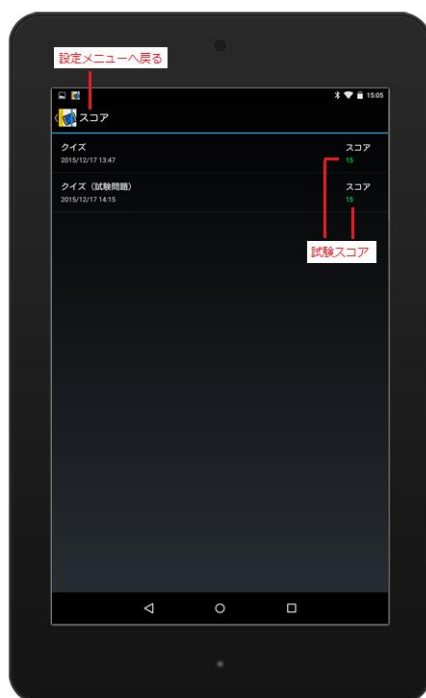 設定メニューへ戻る
15:05
スコア
クイズ スコア
2015/12/17 13:47 15
クイズ（試験問題） スコア
2015/12/17 14:15 15
試験スコア